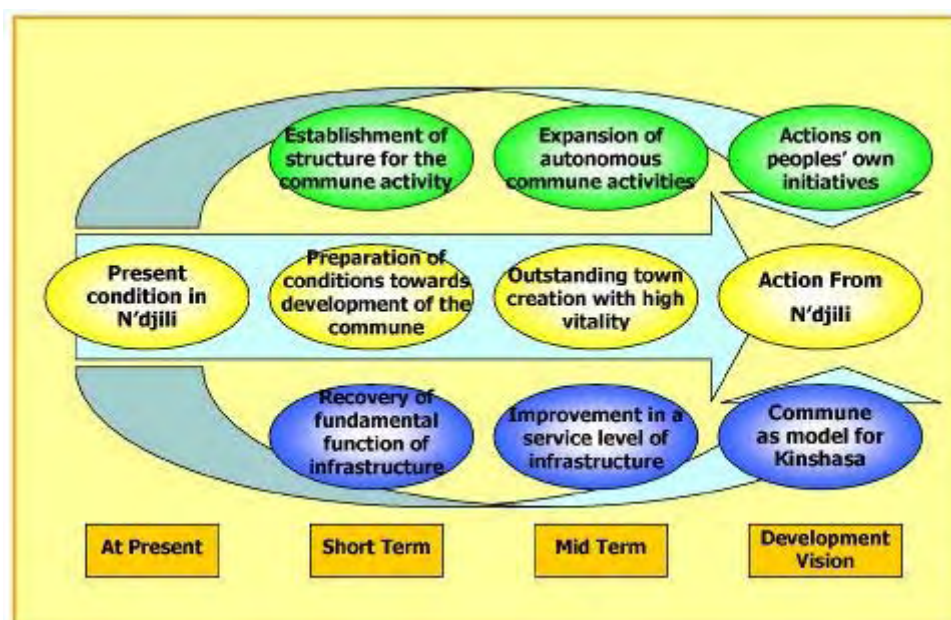 Establishment of
structure for the
commune activity
Expansion of
autonomous
commune activities
Actions on
peoples' own
initiatives
Present
condition in
N'djili
Preparation of
conditions towards
development of the
commune
Outstanding town
creation with high
vitality
Action From
N'djili
Recovery of
fundamental
function of
infrastructure
Improvement in a
service level of
infrastructure
Commune
as model for
Kinshasa
At Present
Short Term
Mid Term
Development
Vision